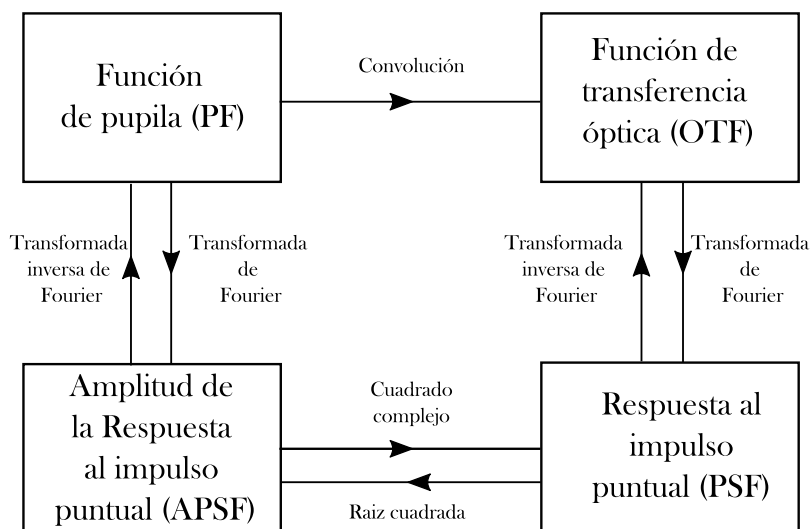 Función
de pupila (PF)
Convolución
Función de
transferencia
óptica (OTF)
Transformada
inversa de
Fourier
Transformada
de
Fourier
Transformada
inversa de
Fourier
Transformada
de
Fourier
Amplitud de
la Respuesta
al impulso
puntual (APSF)
Cuadrado
complejo
Raiz cuadrada
Respuesta al
impulso
puntual (PSF)